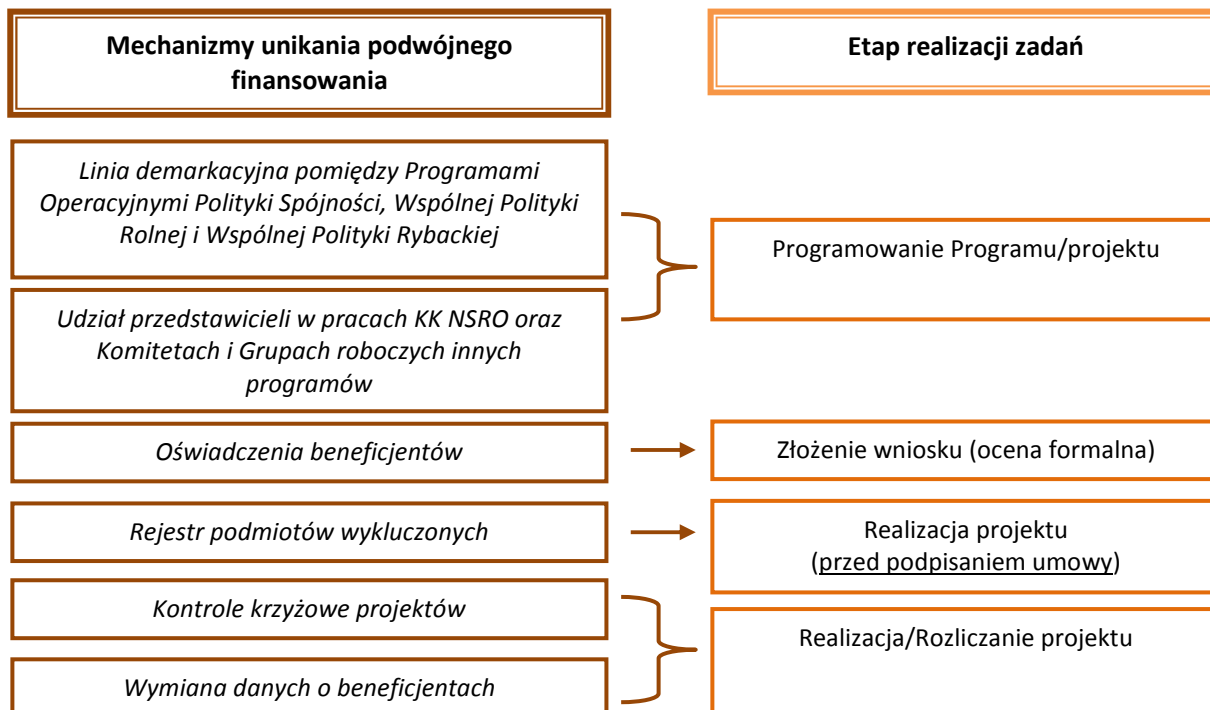 Mechanizmy unikania podwójnego
finansowania
Etap realizacji zadań
Linia demarkacyjna pomiędzy Programami
Operacyjnymi Polityki Spójności, Wspólnej Polityki
Rolnej i Wspólnej Polityki Rybackiej
Udział przedstawicieli w pracach KK NSRO oraz
Komitetach i Grupach roboczych innych
programów
Programowanie Programu/projektu
Oświadczenia beneficjentów
Złożenie wniosku (ocena formalna)
Rejestr podmiotów wykluczonych
Realizacja projektu
(przed podpisaniem umowy)
Kontrole krzyżowe projektów
Wymiana danych o beneficjentach
Realizacja/Rozliczanie projektu